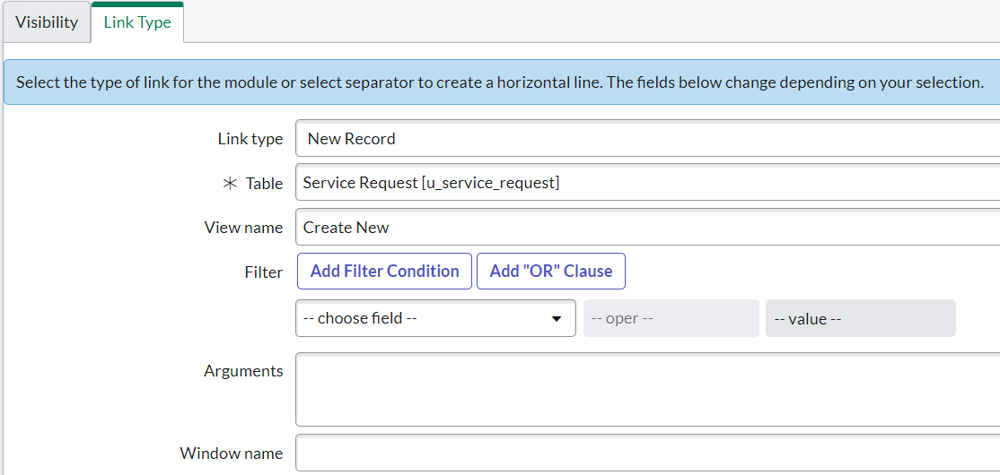 Visibility Link Type
Select the type of link for the module or select separator to create a horizontal line. The fields below change depending on your selection.
Link type New Record
Table Service Request [u_service_request]
View name Create New
Filter Add Filter Condition Add "OR" Clause
-- choose field -- -- oper -- -- value --
Arguments
Window name